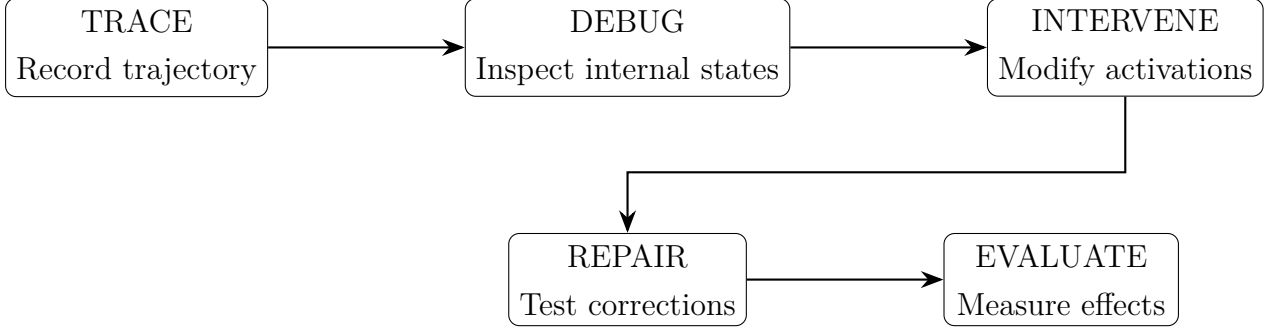 TRACE
Record trajectory
DEBUG
Inspect internal states
INTERVENE
Modify activations
REPAIR
Test corrections
EVALUATE
Measure effects